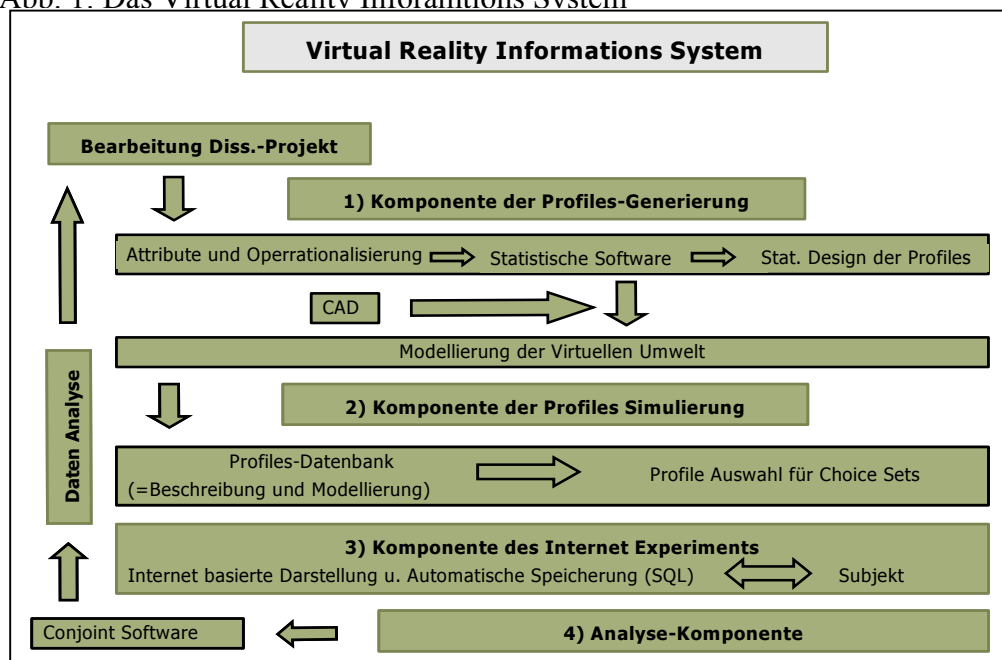 Abb. 1: Das Virtual Reality Inforamtions System
Virtual Reality Informations System
Bearbeitung Diss.-Projekt
1) Komponente der Profiles-Generierung
Attribute und Operrationalisierung
Statistische Software
Stat. Design der Profiles
CAD
Modellierung der Virtuellen Umwelt
2) Komponente der Profiles Simulierung
Daten Analyse
Profiles-Datenbank
(=Beschreibung und Modellierung)
Profile Auswahl für Choice Sets
3) Komponente des Internet Experiments
Internet basierte Darstellung u. Automatische Speicherung (SQL)
Subjekt
Conjoint Software
4) Analyse-Komponente